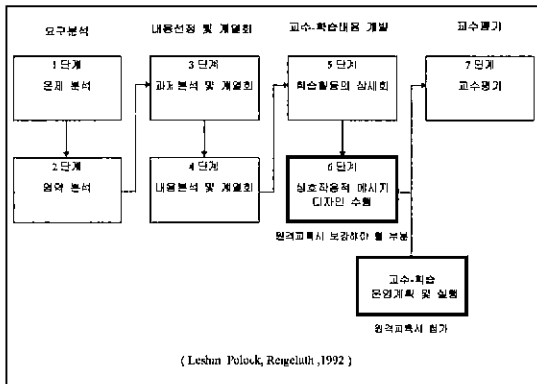 요구분석
내용선정 및 계열화
교수-학습내용 개발
교수평가
1 단계
문제 분석
2 단계
영역 분석
3 단계
과제분석 및 계열화
4 단계
내용분석 및 계열화
5 단계
학습활동의 상세화
6 단계
상호작용적 메시지
디자인 수행
원격교육시 보강해야 할 부분
7 단계
교수평가
교수-학습
운영계획 및 실행
원격교육시 첨가
( Leshin Polock, Reigeluth ,1992 )